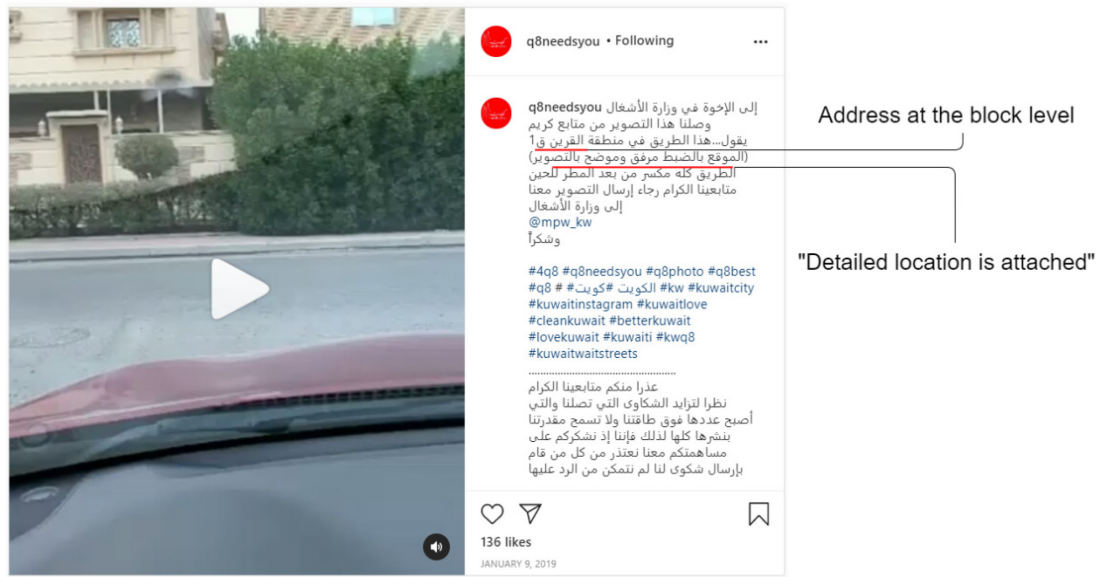 q8needsyou • Following
q8needsyou إلى الإخوة في وزارة الأشغال
وصلنا هذا التصوير من متابع كريم
يقول...هذا الطريق في منطقة القرين ق1
(الموقع بالضبط مرفق وموضح بالتصوير)
الطريق كله مكسر من بعد المطر للحين
متابعينا الكرام رجاء إرسال التصوير معنا
إلى وزارة الأشغال
@mpw_kw
وشكراً
#4q8 #q8needsyou #q8photo #q8best
#q8 # #الكويت #كويت #kw #kuwaitcity
#kuwaitinstagram #kuwaitlove
#cleankuwait #betterkuwait
#lovekuwait #kuwaiti #kwq8
#kuwaitwaitstreets
....................................................
عذرا منكم متابعينا الكرام
نظرا لتزايد الشكاوى التي تصلنا والتي
أصبح عددها فوق طاقتنا ولا تسمح مقدرتنا
بنشرها كلها لذلك فإننا إذ نشكركم على
مساهمتكم معنا نعتذر من كل من قام
بإرسال شكوى لنا لم نتمكن من الرد عليها
136 likes
JANUARY 9, 2019
Address at the block level
"Detailed location is attached"